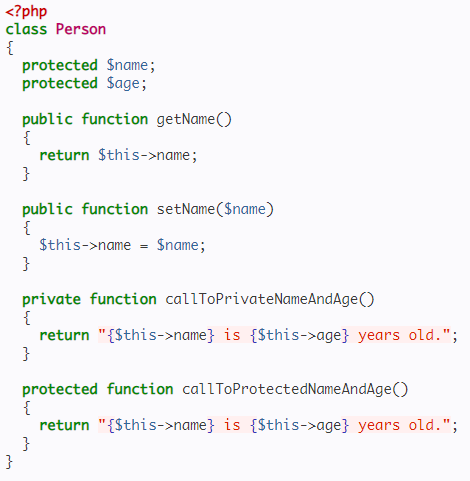 <?php
class Person
{
  protected $name;
  protected $age;

  public function getName()
  {
    return $this->name;
  }

  public function setName($name)
  {
    $this->name = $name;
  }

  private function callToPrivateNameAndAge()
  {
    return "{$this->name} is {$this->age} years old.";
  }

  protected function callToProtectedNameAndAge()
  {
    return "{$this->name} is {$this->age} years old.";
  }
}